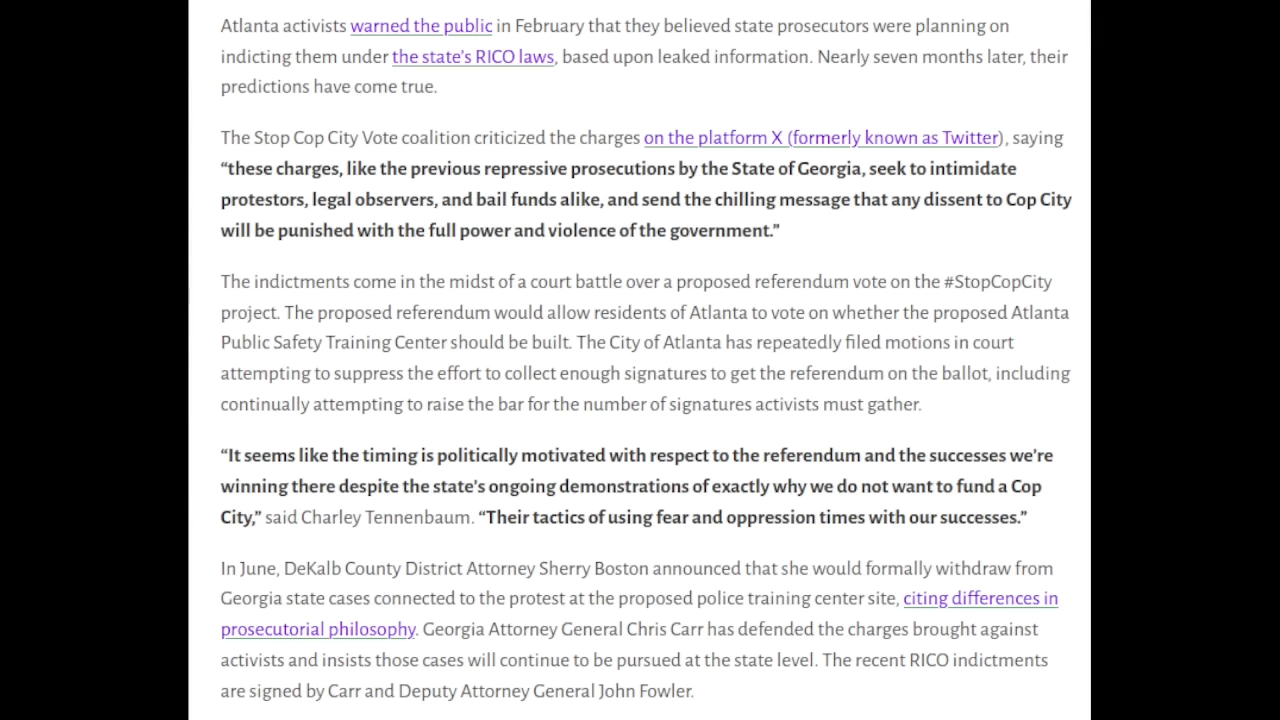 Atlanta activists warned the public in February that they believed state prosecutors were planning on
indicting them under the state's RICO laws, based upon leaked information. Nearly seven months later, their
predictions have come true.
The Stop Cop City Vote coalition criticized the charges on the platform X (formerly known as Twitter), saying
“these charges, like the previous repressive prosecutions by the State of Georgia, seek to intimidate
protestors, legal observers, and bail funds alike, and send the chilling message that any dissent to Cop City
will be punished with the full power and violence of the government.”
The indictments come in the midst of a court battle over a proposed referendum vote on the #StopCopCity
project. The proposed referendum would allow residents of Atlanta to vote on whether the proposed Atlanta
Public Safety Training Center should be built. The City of Atlanta has repeatedly filed motions in court
attempting to suppress the effort to collect enough signatures to get the referendum on the ballot, including
continually attempting to raise the bar for the number of signatures activists must gather.
“It seems like the timing is politically motivated with respect to the referendum and the successes we’re
winning there despite the state’s ongoing demonstrations of exactly why we do not want to fund a Cop
City,” said Charley Tennenbaum. “Their tactics of using fear and oppression times with our successes.”
In June, DeKalb County District Attorney Sherry Boston announced that she would formally withdraw from
Georgia state cases connected to the protest at the proposed police training center site, citing differences in
prosecutorial philosophy. Georgia Attorney General Chris Carr has defended the charges brought against
activists and insists those cases will continue to be pursued at the state level. The recent RICO indictments
are signed by Carr and Deputy Attorney General John Fowler.